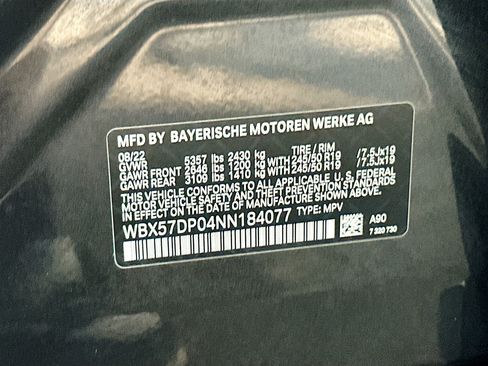 MFD BY BAYERISCHE MOTOREN WERKE AG
08/22 TIRE / RIM
GVWR 5357 lbs 2430 kg
GAWR FRONT 2646 lbs 1200 kg 245/50 R19 /7.5Jx19
GAWR REAR 3109 lbs 1410 kg 245/50 R19 /7.5Jx19
THIS VEHICLE CONFORMS TO ALL APPLICABLE U.S. FEDERAL
MOTOR VEHICLE SAFETY AND THEFT PREVENTION STANDARDS
IN EFFECT ON THE DATE OF MANUFACTURE SHOWN ABOVE.
WBX57DP04NN184077 TYPE: MPV
A90
7 220 730